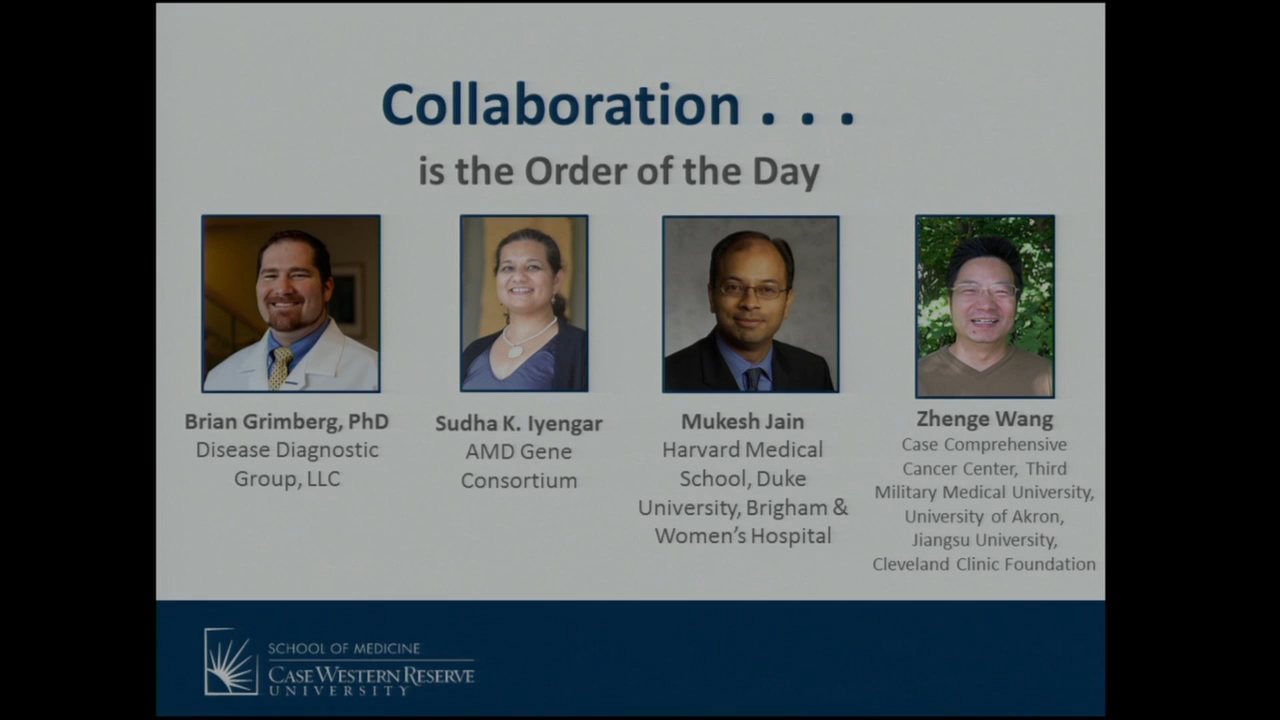 Collaboration . . .
is the Order of the Day
Brian Grimberg, PhD
Disease Diagnostic
Group, LLC
Sudha K. Iyengar
AMD Gene
Consortium
Mukesh Jain
Harvard Medical
School, Duke
University, Brigham &
Women's Hospital
Zhenge Wang
Case Comprehensive
Cancer Center, Third
Military Medical University,
University of Akron,
Jiangsu University,
Cleveland Clinic Foundation
SCHOOL OF MEDICINE
CASE WESTERN RESERVE
UNIVERSITY